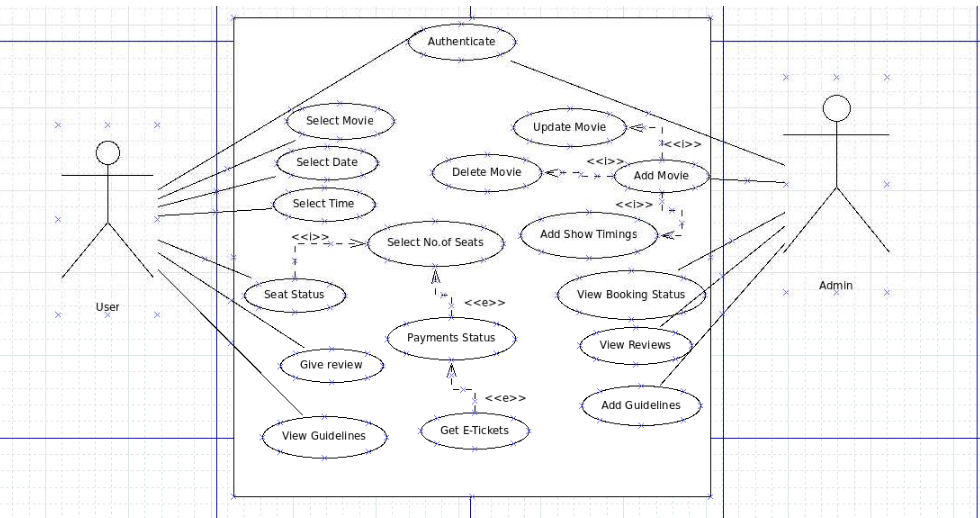 Authenticate
Select Movie
Update Movie
<<i>>
Select Date
<<i>>
Delete Movie
Add Movie
Select Time
<<i>>
Add Show Timings
<<i>>
Select No.of Seats
Seat Status
View Booking Status
Admin
User
<<e>>
Payments Status
View Reviews
Give review
<<e>>
Add Guidelines
Get E-Tickets
View Guidelines